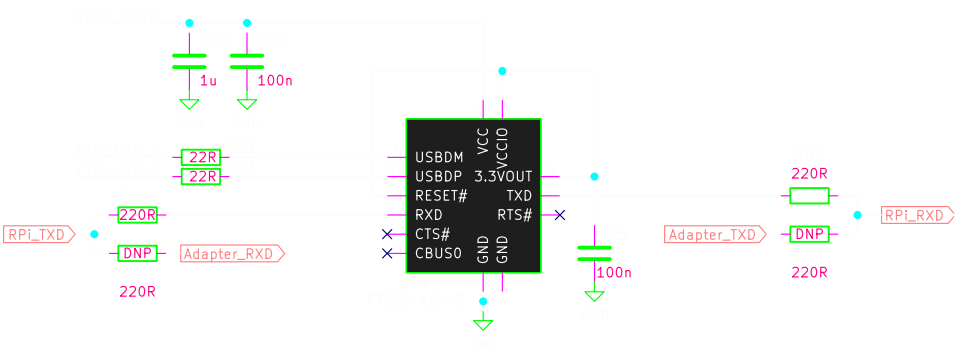 1u
100n
VCC
VCCIO
USBDM
22R
USBDP
3.3VOUT
22R
220R
RESET#
TXD
220R
RXD
RTS#
RPi_TXD
CTS#
Adapter_TXD
DNP
RPi_RXD
DNP
Adapter_RXD
CBUS0
GND
GND
100n
220R
220R